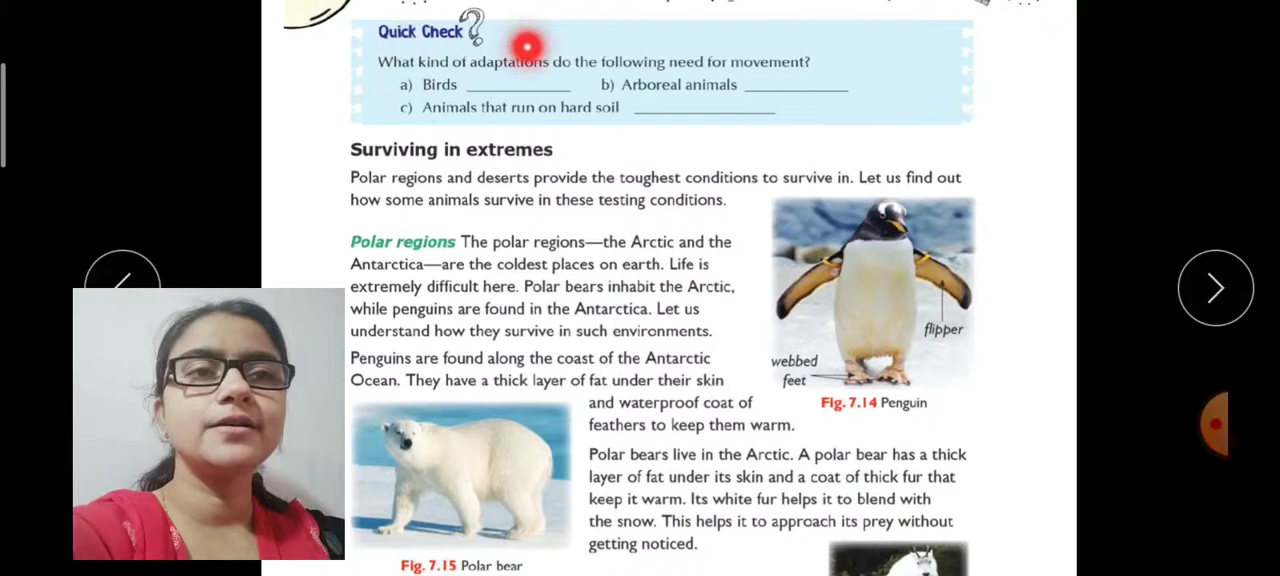 Quick Check ?
What kind of adaptations do the following need for movement?
a) Birds ____________ b) Arboreal animals ____________
c) Animals that run on hard soil ________________
Surviving in extremes
Polar regions and deserts provide the toughest conditions to survive in. Let us find out
how some animals survive in these testing conditions.
Polar regions The polar regions—the Arctic and the
Antarctica—are the coldest places on earth. Life is
extremely difficult here. Polar bears inhabit the Arctic,
while penguins are found in the Antarctica. Let us
understand how they survive in such environments.
flipper
webbed
feet
Fig. 7.14 Penguin
Penguins are found along the coast of the Antarctic
Ocean. They have a thick layer of fat under their skin
and waterproof coat of
feathers to keep them warm.
Polar bears live in the Arctic. A polar bear has a thick
layer of fat under its skin and a coat of thick fur that
keep it warm. Its white fur helps it to blend with
the snow. This helps it to approach its prey without
getting noticed.
Fig. 7.15 Polar bear